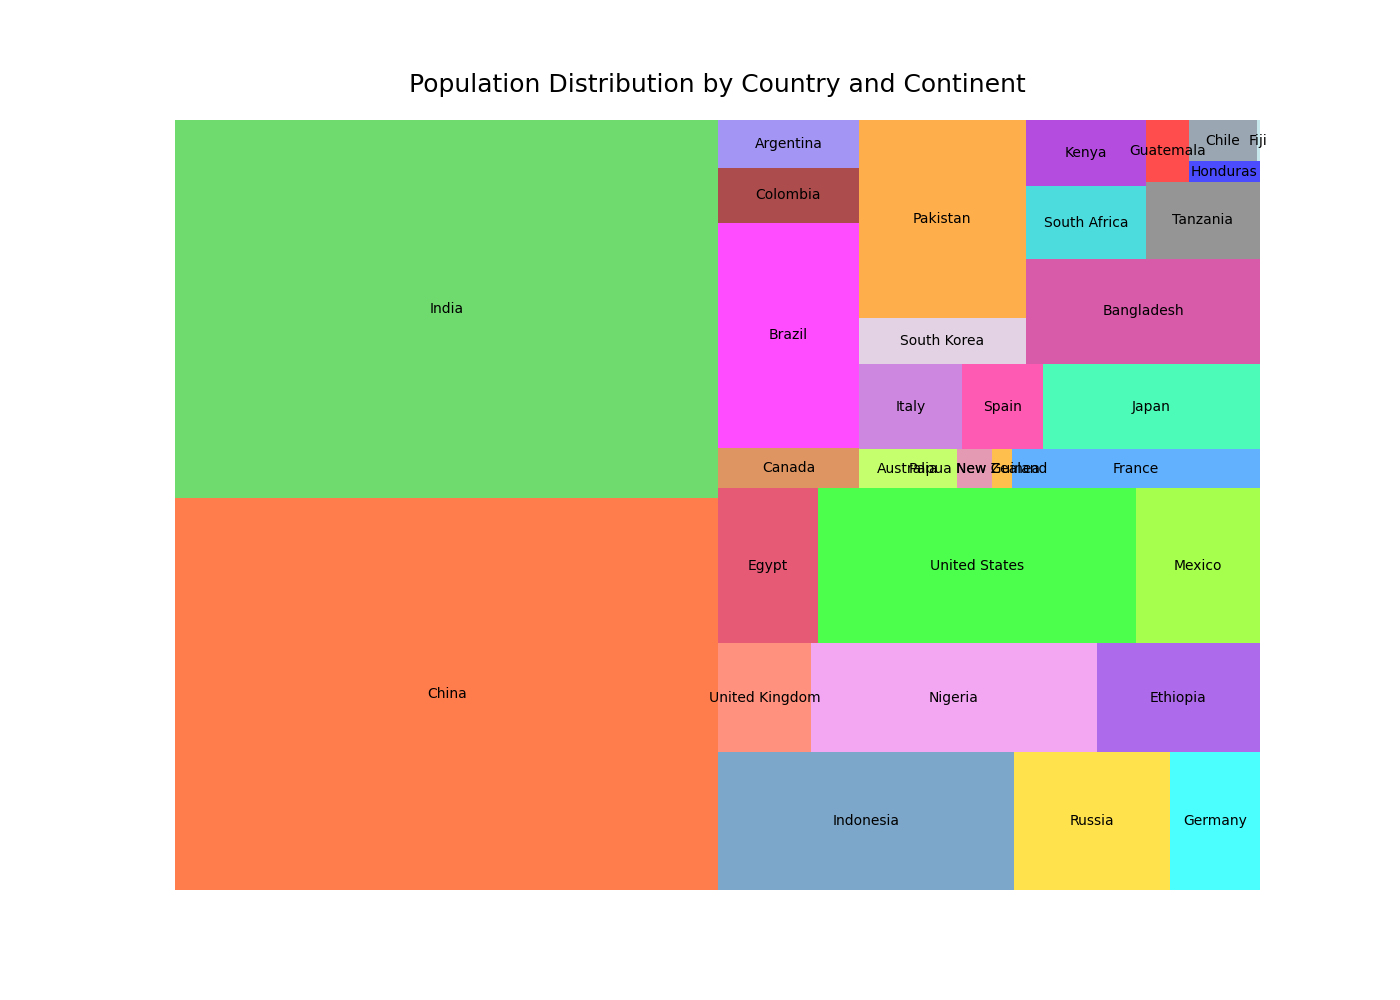 Population Distribution by Country and Continent
Argentina
Kenya
Guatemala
Chile
Fiji
Honduras
Colombia
Pakistan
South Africa
Tanzania
India
Brazil
Bangladesh
South Korea
Italy
Spain
Japan
Canada
Australia
Papua New Guinea
New Zealand
France
Egypt
United States
Mexico
China
United Kingdom
Nigeria
Ethiopia
Indonesia
Russia
Germany